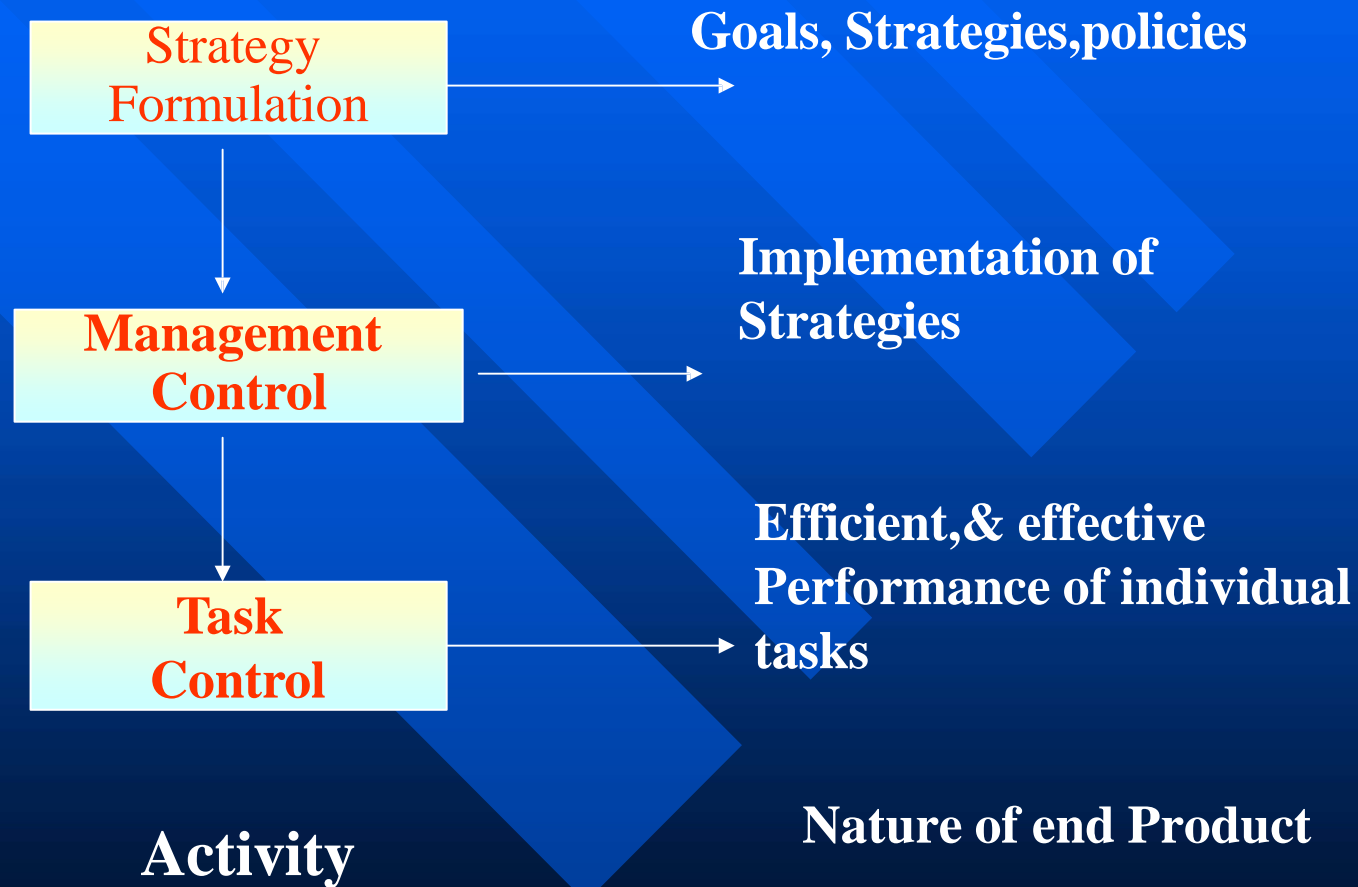 Strategy
Formulation
Goals, Strategies,policies
Management
Control
Implementation of
Strategies
Task
Control
Efficient,& effective
Performance of individual
tasks
Activity
Nature of end Product